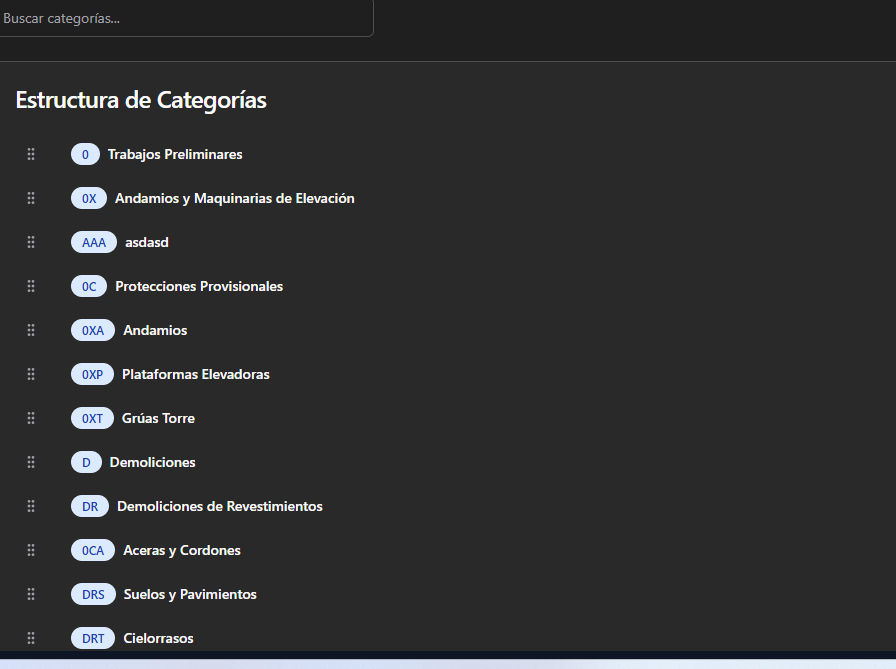 Buscar categorías...
Estructura de Categorías
0 Trabajos Preliminares
0X Andamios y Maquinarias de Elevación
AAA asdasd
0C Protecciones Provisionales
0XA Andamios
0XP Plataformas Elevadoras
0XT Grúas Torre
D Demoliciones
DR Demoliciones de Revestimientos
0CA Aceras y Cordones
DRS Suelos y Pavimientos
DRT Cielorrasos